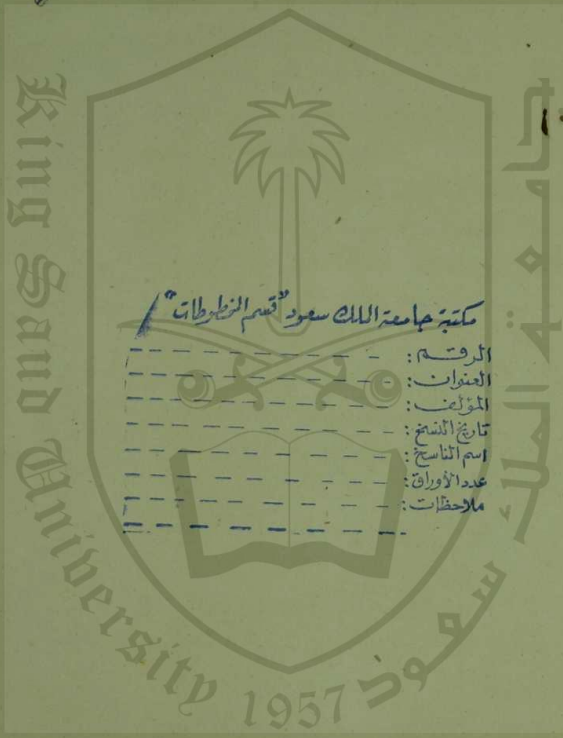 مكتبة جامعة الملك سعود "قسم المخطوطات"
الرقم:
العنوان:
المؤلف:
تاريخ النسخ:
اسم الناسخ:
عدد الأوراق:
ملاحظات:
جامعة الملك سعود
King Saud University 1957